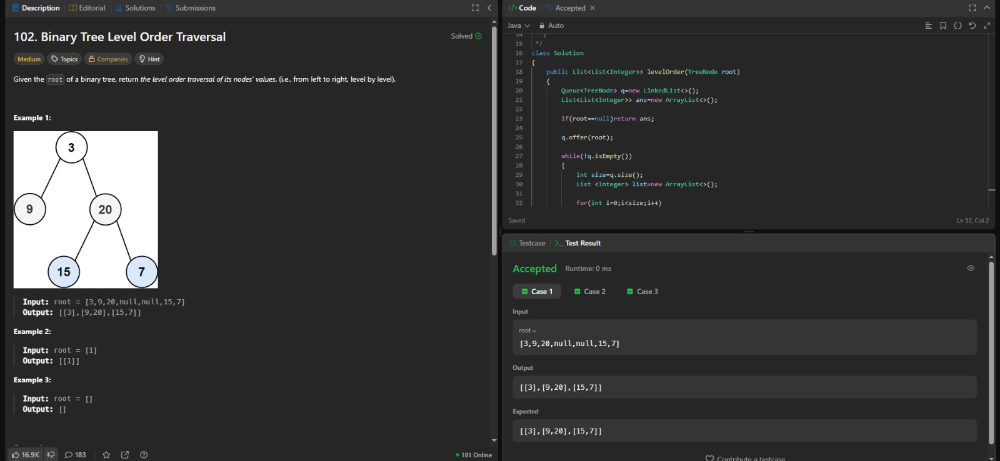 Description Editorial Solutions Submissions
102. Binary Tree Level Order Traversal
Solved
Medium Topics Companies Hint
Given the root of a binary tree, return the level order traversal of its nodes' values. (i.e., from left to right, level by level).
Example 1:
3
9 20
15 7
Input: root = [3,9,20,null,null,15,7]
Output: [[3],[9,20],[15,7]]
Example 2:
Input: root = [1]
Output: [[1]]
Example 3:
Input: root = []
Output: []
16.9K 183
181 Online
</> Code Accepted
Java Auto
14 }
15 */
16 class Solution
17 {
18 public List<List<Integer>> levelOrder(TreeNode root)
19 {
20 Queue<TreeNode> q=new LinkedList<>();
21 List<List<Integer>> ans=new ArrayList<>();
22
23 if(root==null)return ans;
24
25 q.offer(root);
26
27 while(!q.isEmpty())
28 {
29 int size=q.size();
30 List <Integer> list=new ArrayList<>();
31
32 for(int i=0;i<size;i++)
Saved Ln 52, Col 2
Testcase >_ Test Result
Accepted Runtime: 0 ms
Case 1 Case 2 Case 3
Input
root =
[3,9,20,null,null,15,7]
Output
[[3],[9,20],[15,7]]
Expected
[[3],[9,20],[15,7]]
Contribute a testcase